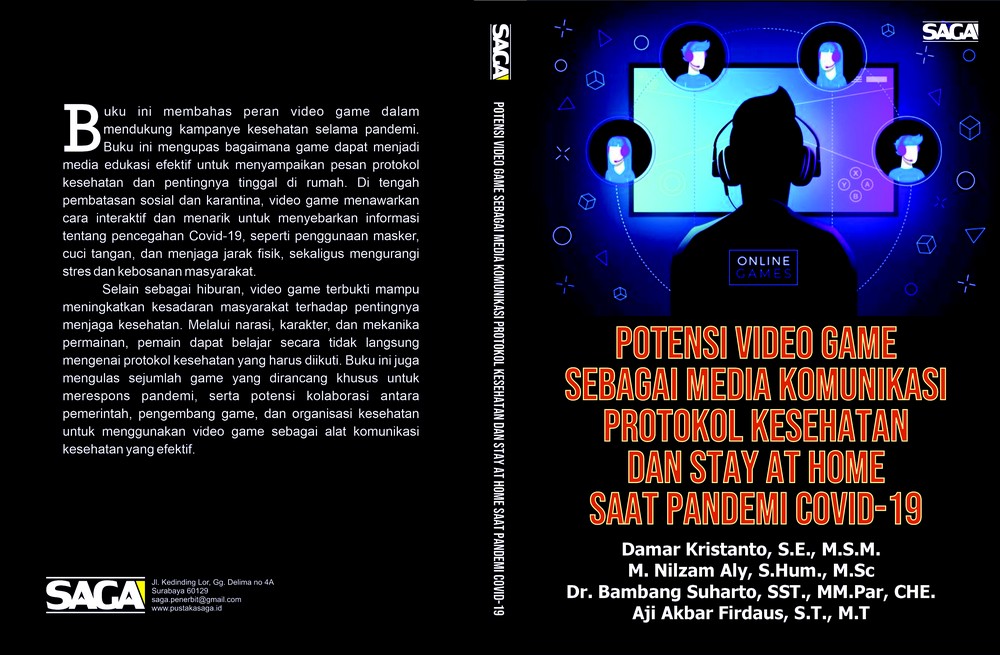 Buku ini membahas peran video game dalam
mendukung kampanye kesehatan selama pandemi.
Buku ini mengupas bagaimana game dapat menjadi
media edukasi efektif untuk menyampaikan pesan protokol
kesehatan dan pentingnya tinggal di rumah. Di tengah
pembatasan sosial dan karantina, video game menawarkan
cara interaktif dan menarik untuk menyebarkan informasi
tentang pencegahan Covid-19, seperti penggunaan masker,
cuci tangan, dan menjaga jarak fisik, sekaligus mengurangi
stres dan kebosanan masyarakat.
Selain sebagai hiburan, video game terbukti mampu
meningkatkan kesadaran masyarakat terhadap pentingnya
menjaga kesehatan. Melalui narasi, karakter, dan mekanika
permainan, pemain dapat belajar secara tidak langsung
mengenai protokol kesehatan yang harus diikuti. Buku ini juga
mengulas sejumlah game yang dirancang khusus untuk
merespons pandemi, serta potensi kolaborasi antara
pemerintah, pengembang game, dan organisasi kesehatan
untuk menggunakan video game sebagai alat komunikasi
kesehatan yang efektif.
SAGA
Jl. Kedinding Lor, Gg. Delima no 4A
Surabaya 60129
saga.penerbit@gmail.com
www.pustakasaga.id
SAGA
POTENSI VIDEO GAME SEBAGAI MEDIA KOMUNIKASI PROTOKOL KESEHATAN DAN STAY AT HOME SAAT PANDEMI COVID-19
SAGA
X
Y A
B
ONLINE
GAMES
POTENSI VIDEO GAME
SEBAGAI MEDIA KOMUNIKASI
PROTOKOL KESEHATAN
DAN STAY AT HOME
SAAT PANDEMI COVID-19
Damar Kristanto, S.E., M.S.M.
M. Nilzam Aly, S.Hum., M.Sc
Dr. Bambang Suharto, SST., MM.Par, CHE.
Aji Akbar Firdaus, S.T., M.T